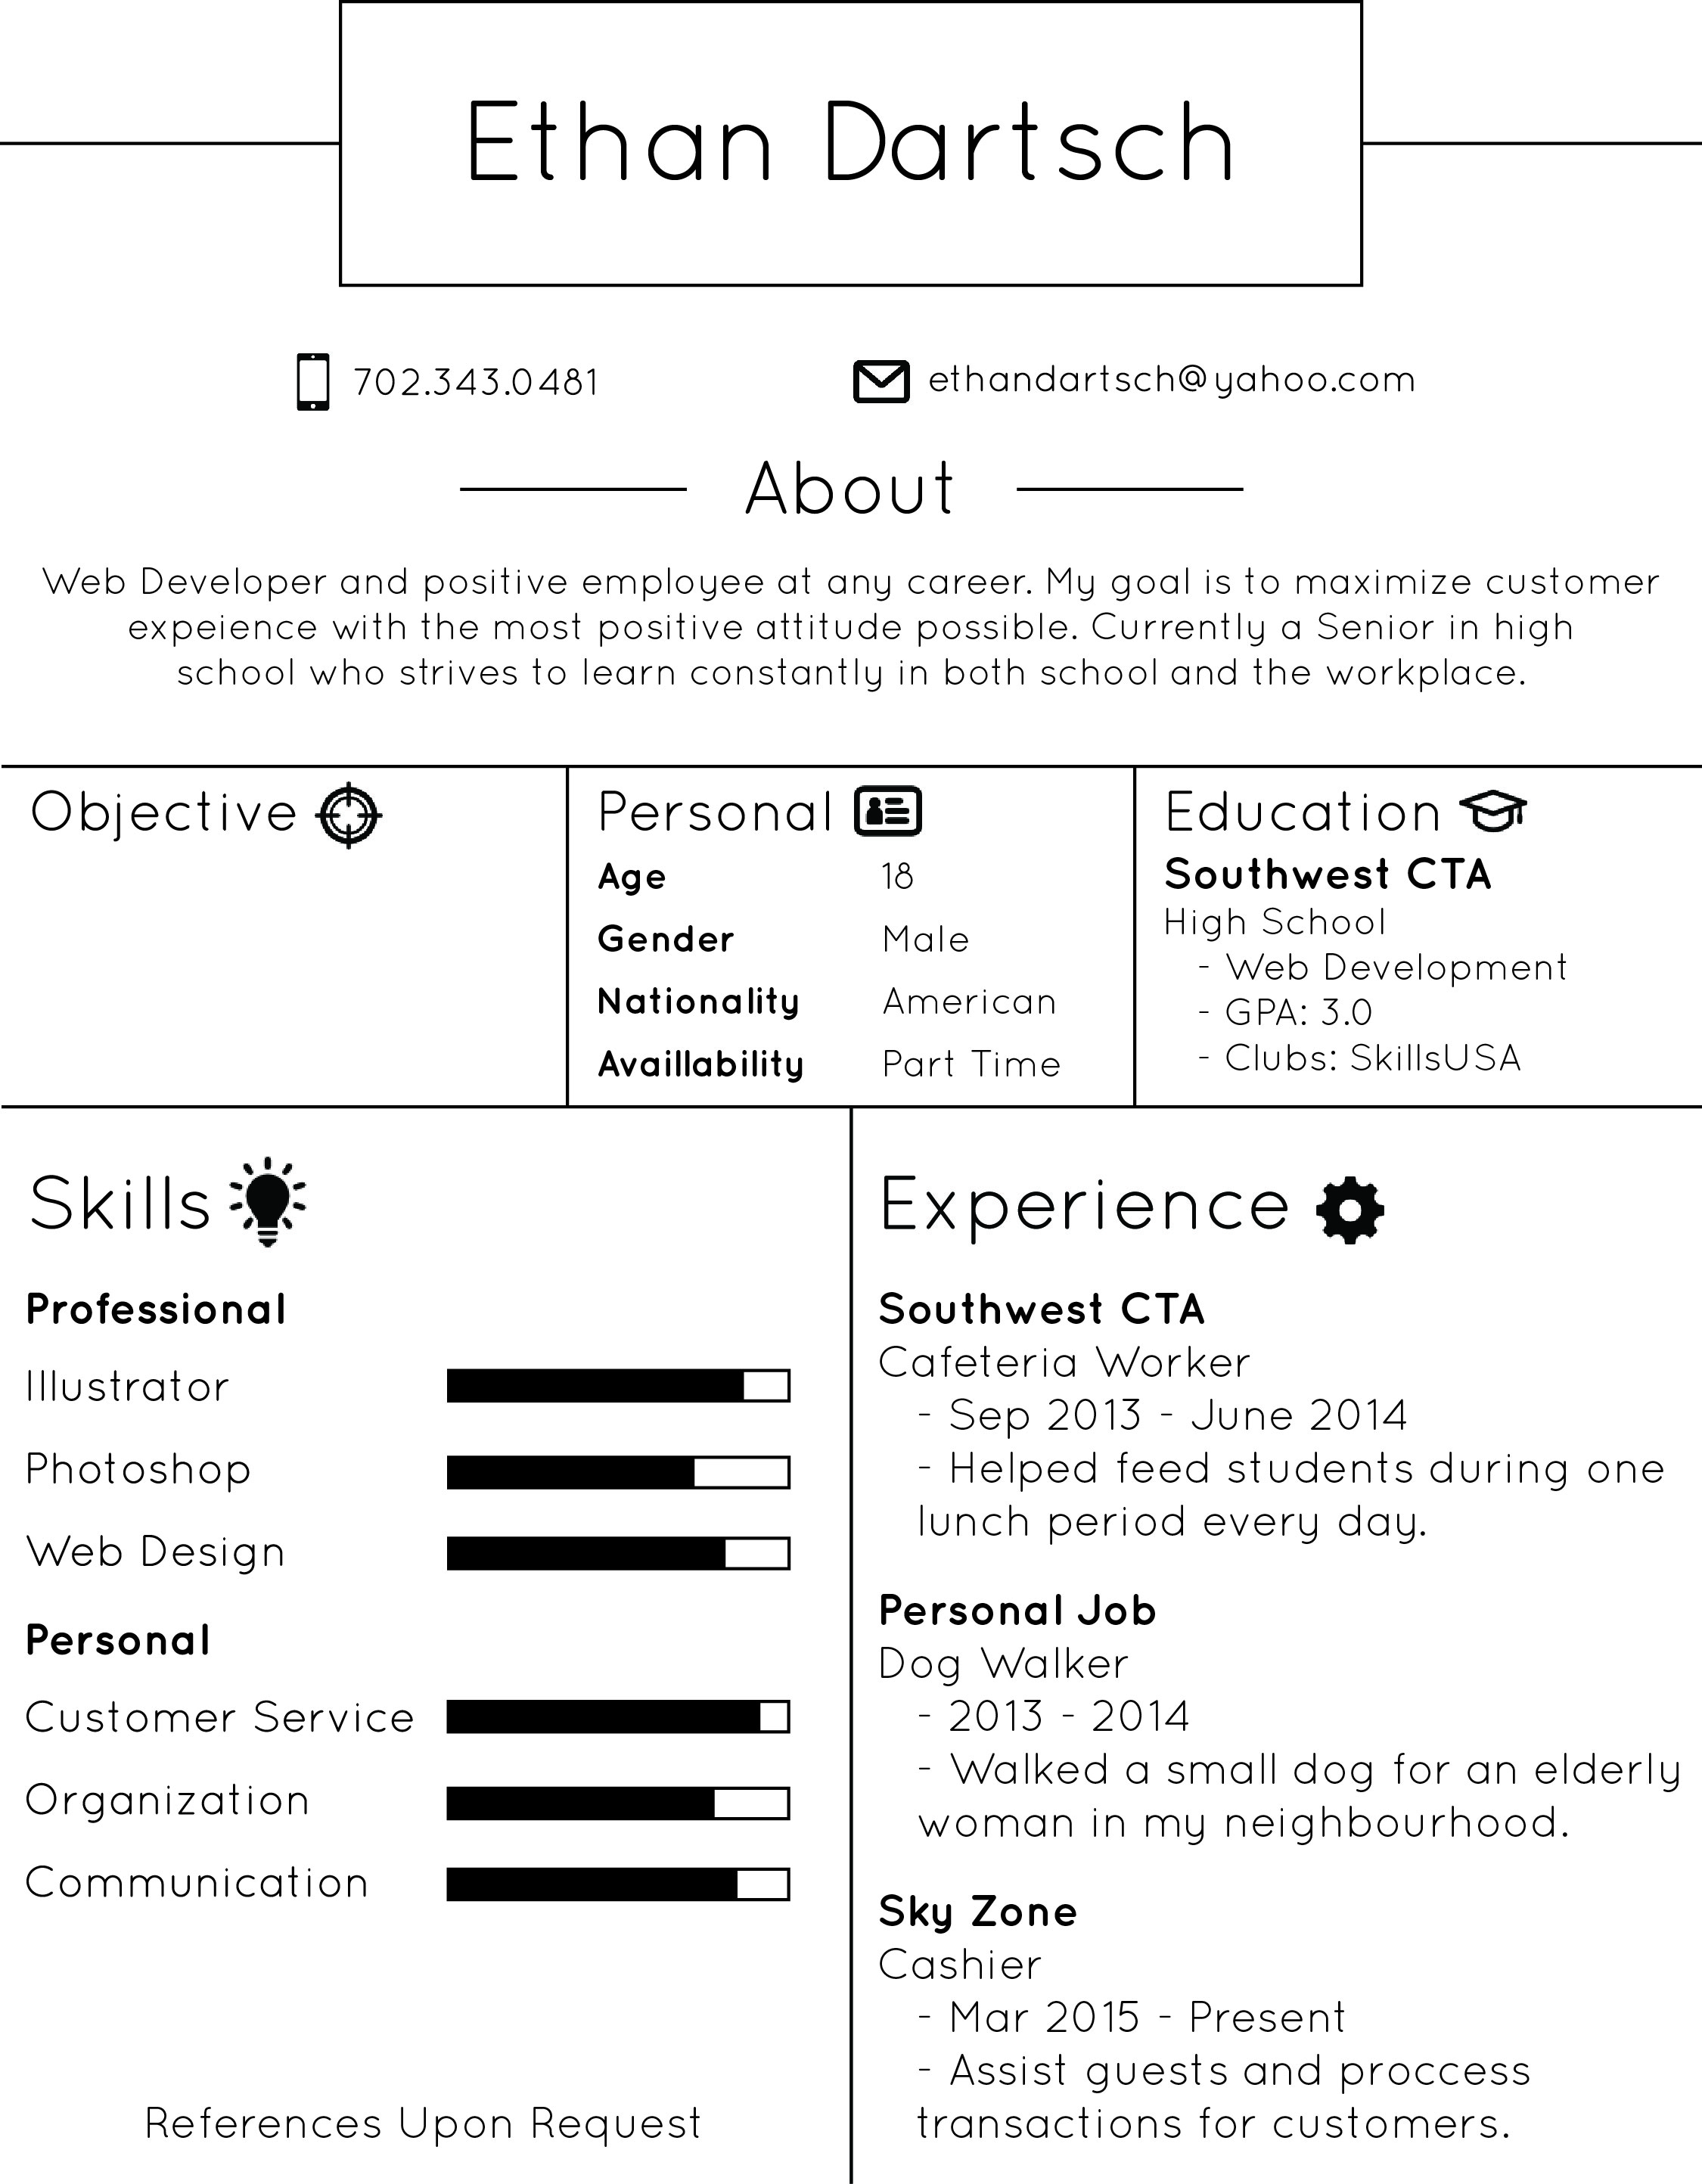 Ethan Dartsch
702.343.0481
ethandartsch@yahoo.com
About
Web Developer and positive employee at any career. My goal is to maximize customer
expeience with the most positive attitude possible. Currently a Senior in high
school who strives to learn constantly in both school and the workplace.
Objective
Personal
Age 18
Gender Male
Nationality American
Availlability Part Time
Education
Southwest CTA
High School
- Web Development
- GPA: 3.0
- Clubs: SkillsUSA
Skills
Professional
Illustrator
Photoshop
Web Design
Personal
Customer Service
Organization
Communication
References Upon Request
Experience
Southwest CTA
Cafeteria Worker
- Sep 2013 - June 2014
- Helped feed students during one
lunch period every day.
Personal Job
Dog Walker
- 2013 - 2014
- Walked a small dog for an elderly
woman in my neighbourhood.
Sky Zone
Cashier
- Mar 2015 - Present
- Assist guests and proccess
transactions for customers.